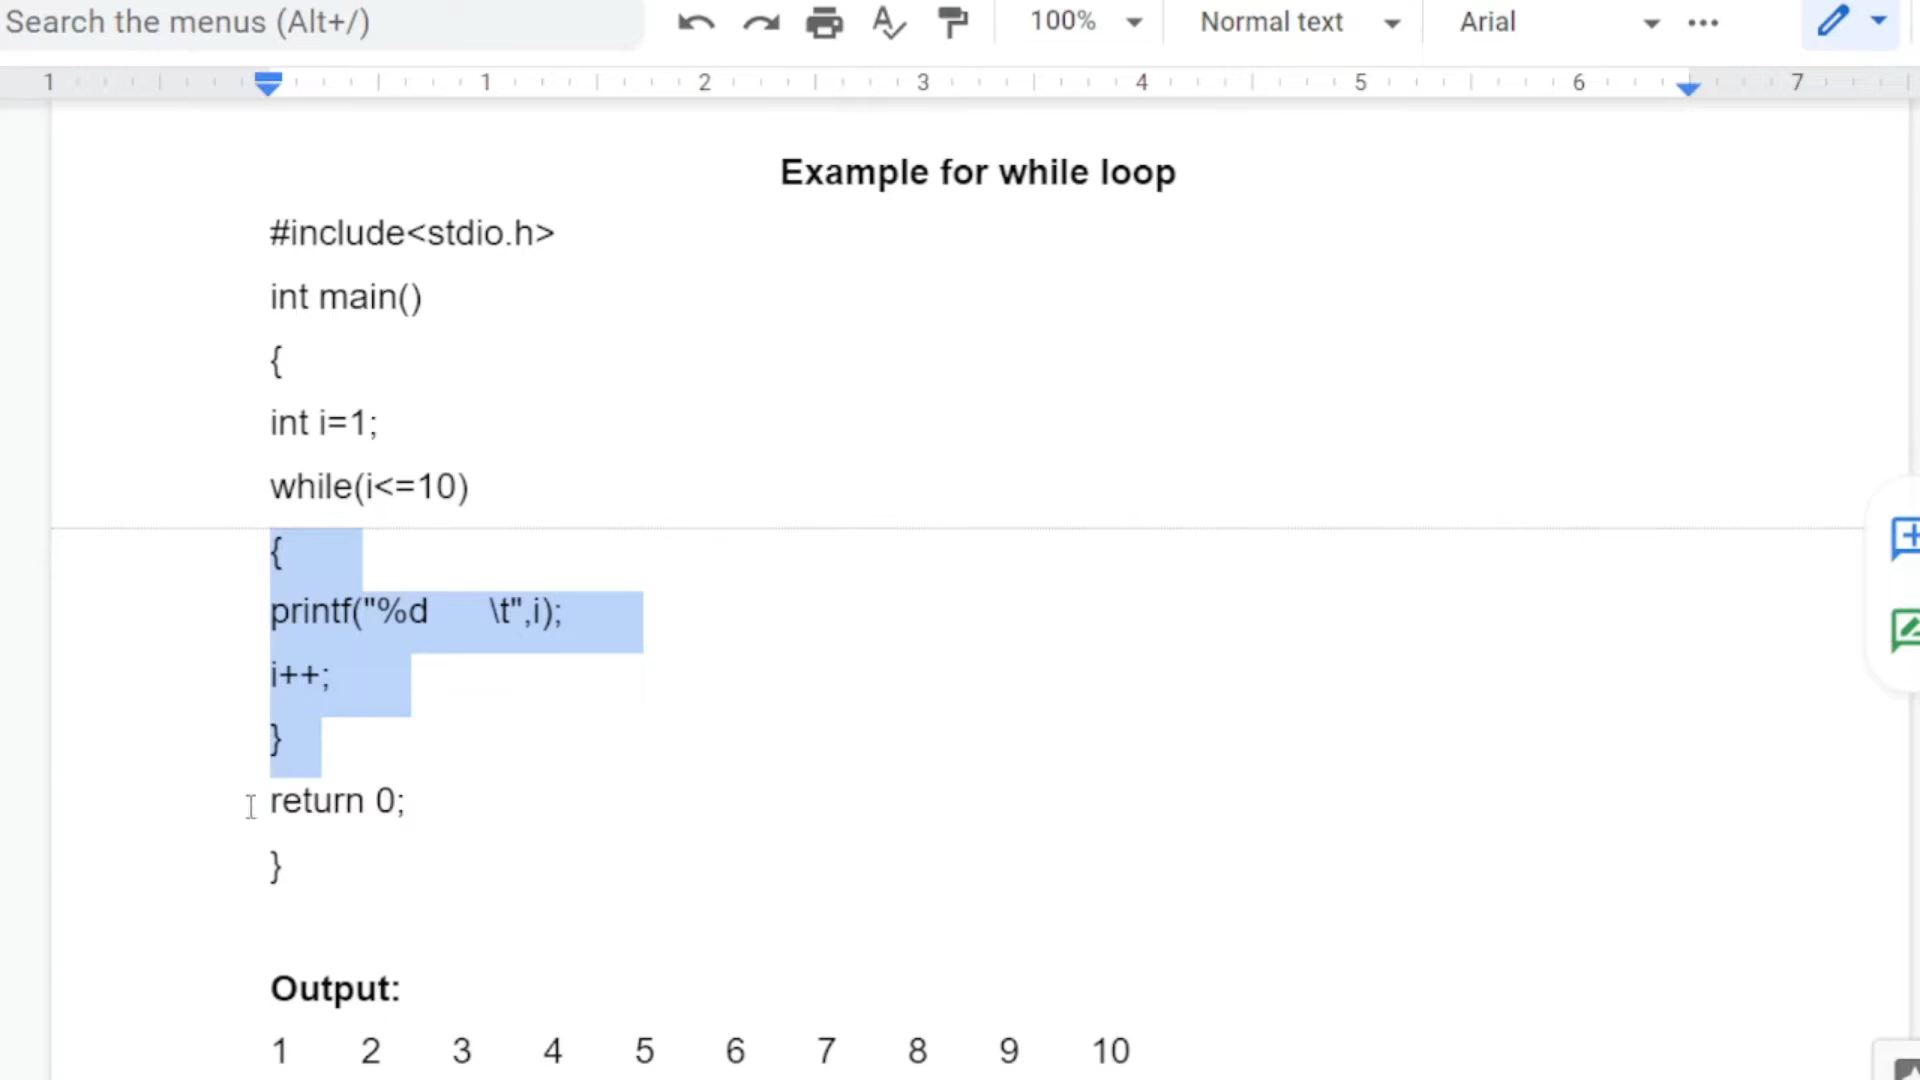 Search the menus (Alt+/) 100% Normal text Arial
1 1 2 3 4 5 6 7
Example for while loop
#include<stdio.h>
int main()
{
int i=1;
while(i<=10)
{
printf("%d \t",i);
i++;
}
return 0;
}
Output:
1 2 3 4 5 6 7 8 9 10